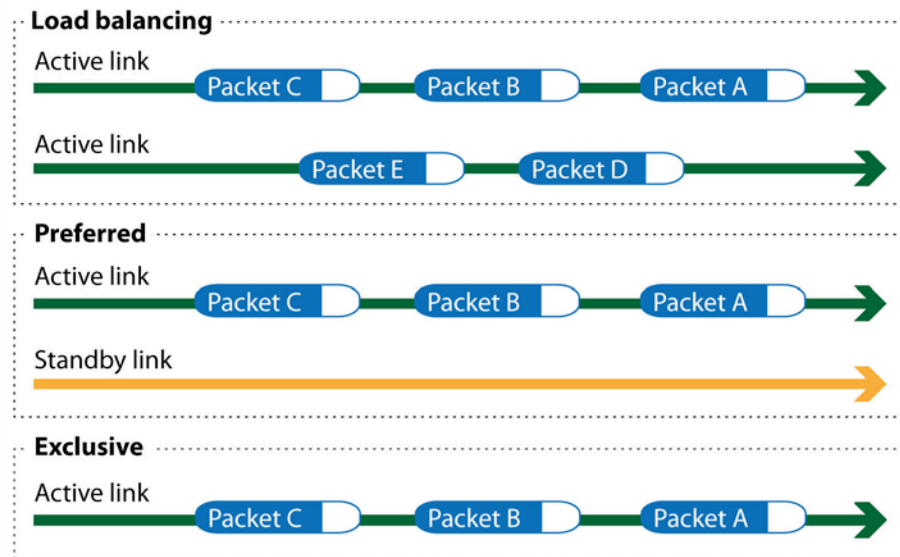 Load balancing
Active link
Packet C Packet B Packet A
Active link
Packet E Packet D
Preferred
Active link
Packet C Packet B Packet A
Standby link
Exclusive
Active link
Packet C Packet B Packet A